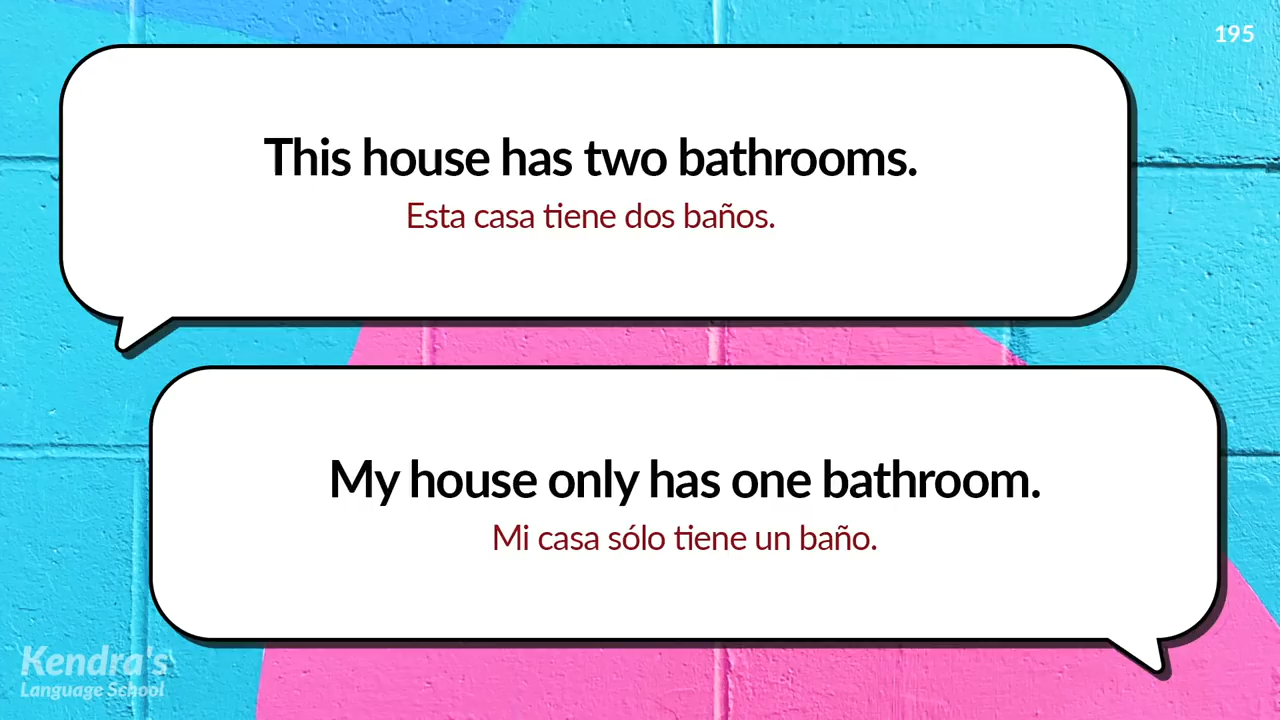 195
This house has two bathrooms.
Esta casa tiene dos baños.
My house only has one bathroom.
Mi casa sólo tiene un baño.
Kendra's
Language School